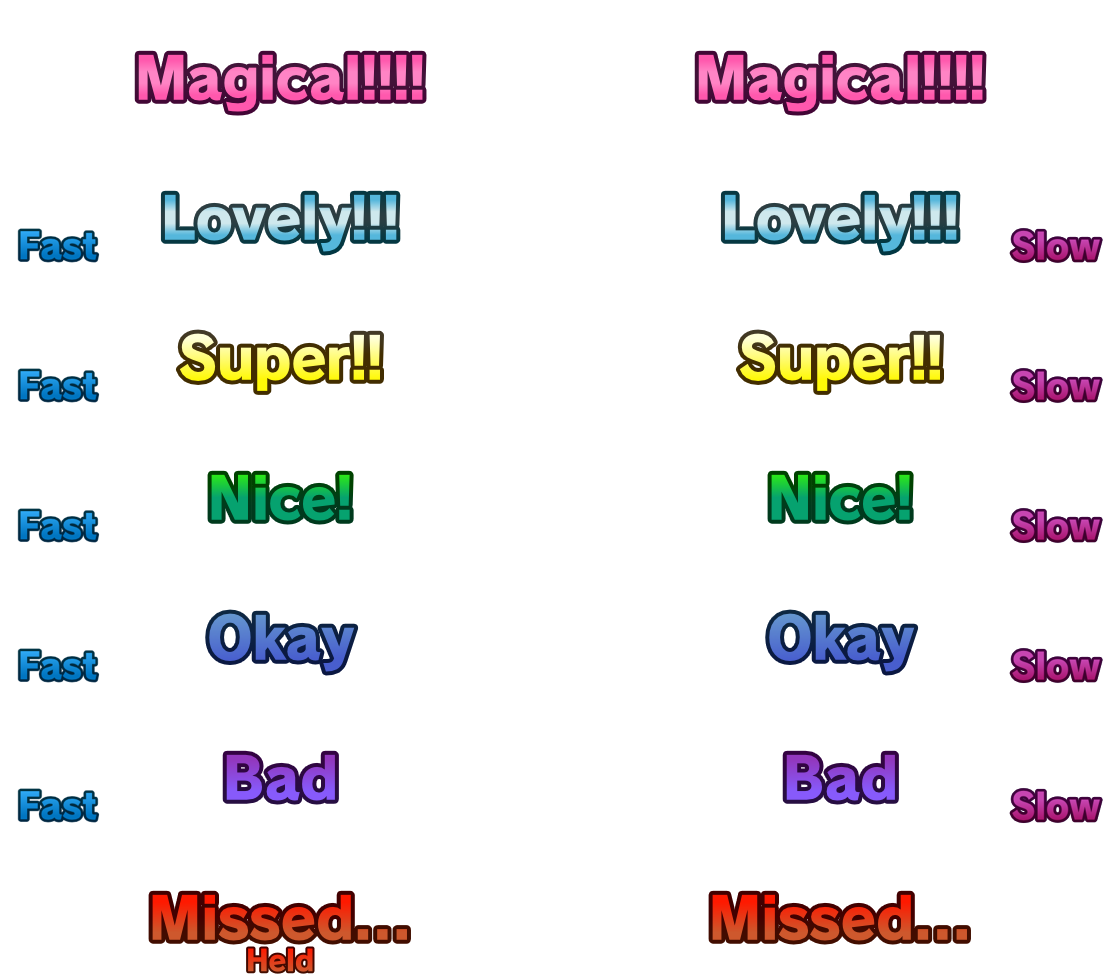 Magical!!!! Magical!!!!
Lovely!!! Lovely!!!
Fast Slow
Super!! Super!!
Fast Slow
Nice! Nice!
Fast Slow
Okay Okay
Fast Slow
Bad Bad
Fast Slow
Missed... Missed...
Held